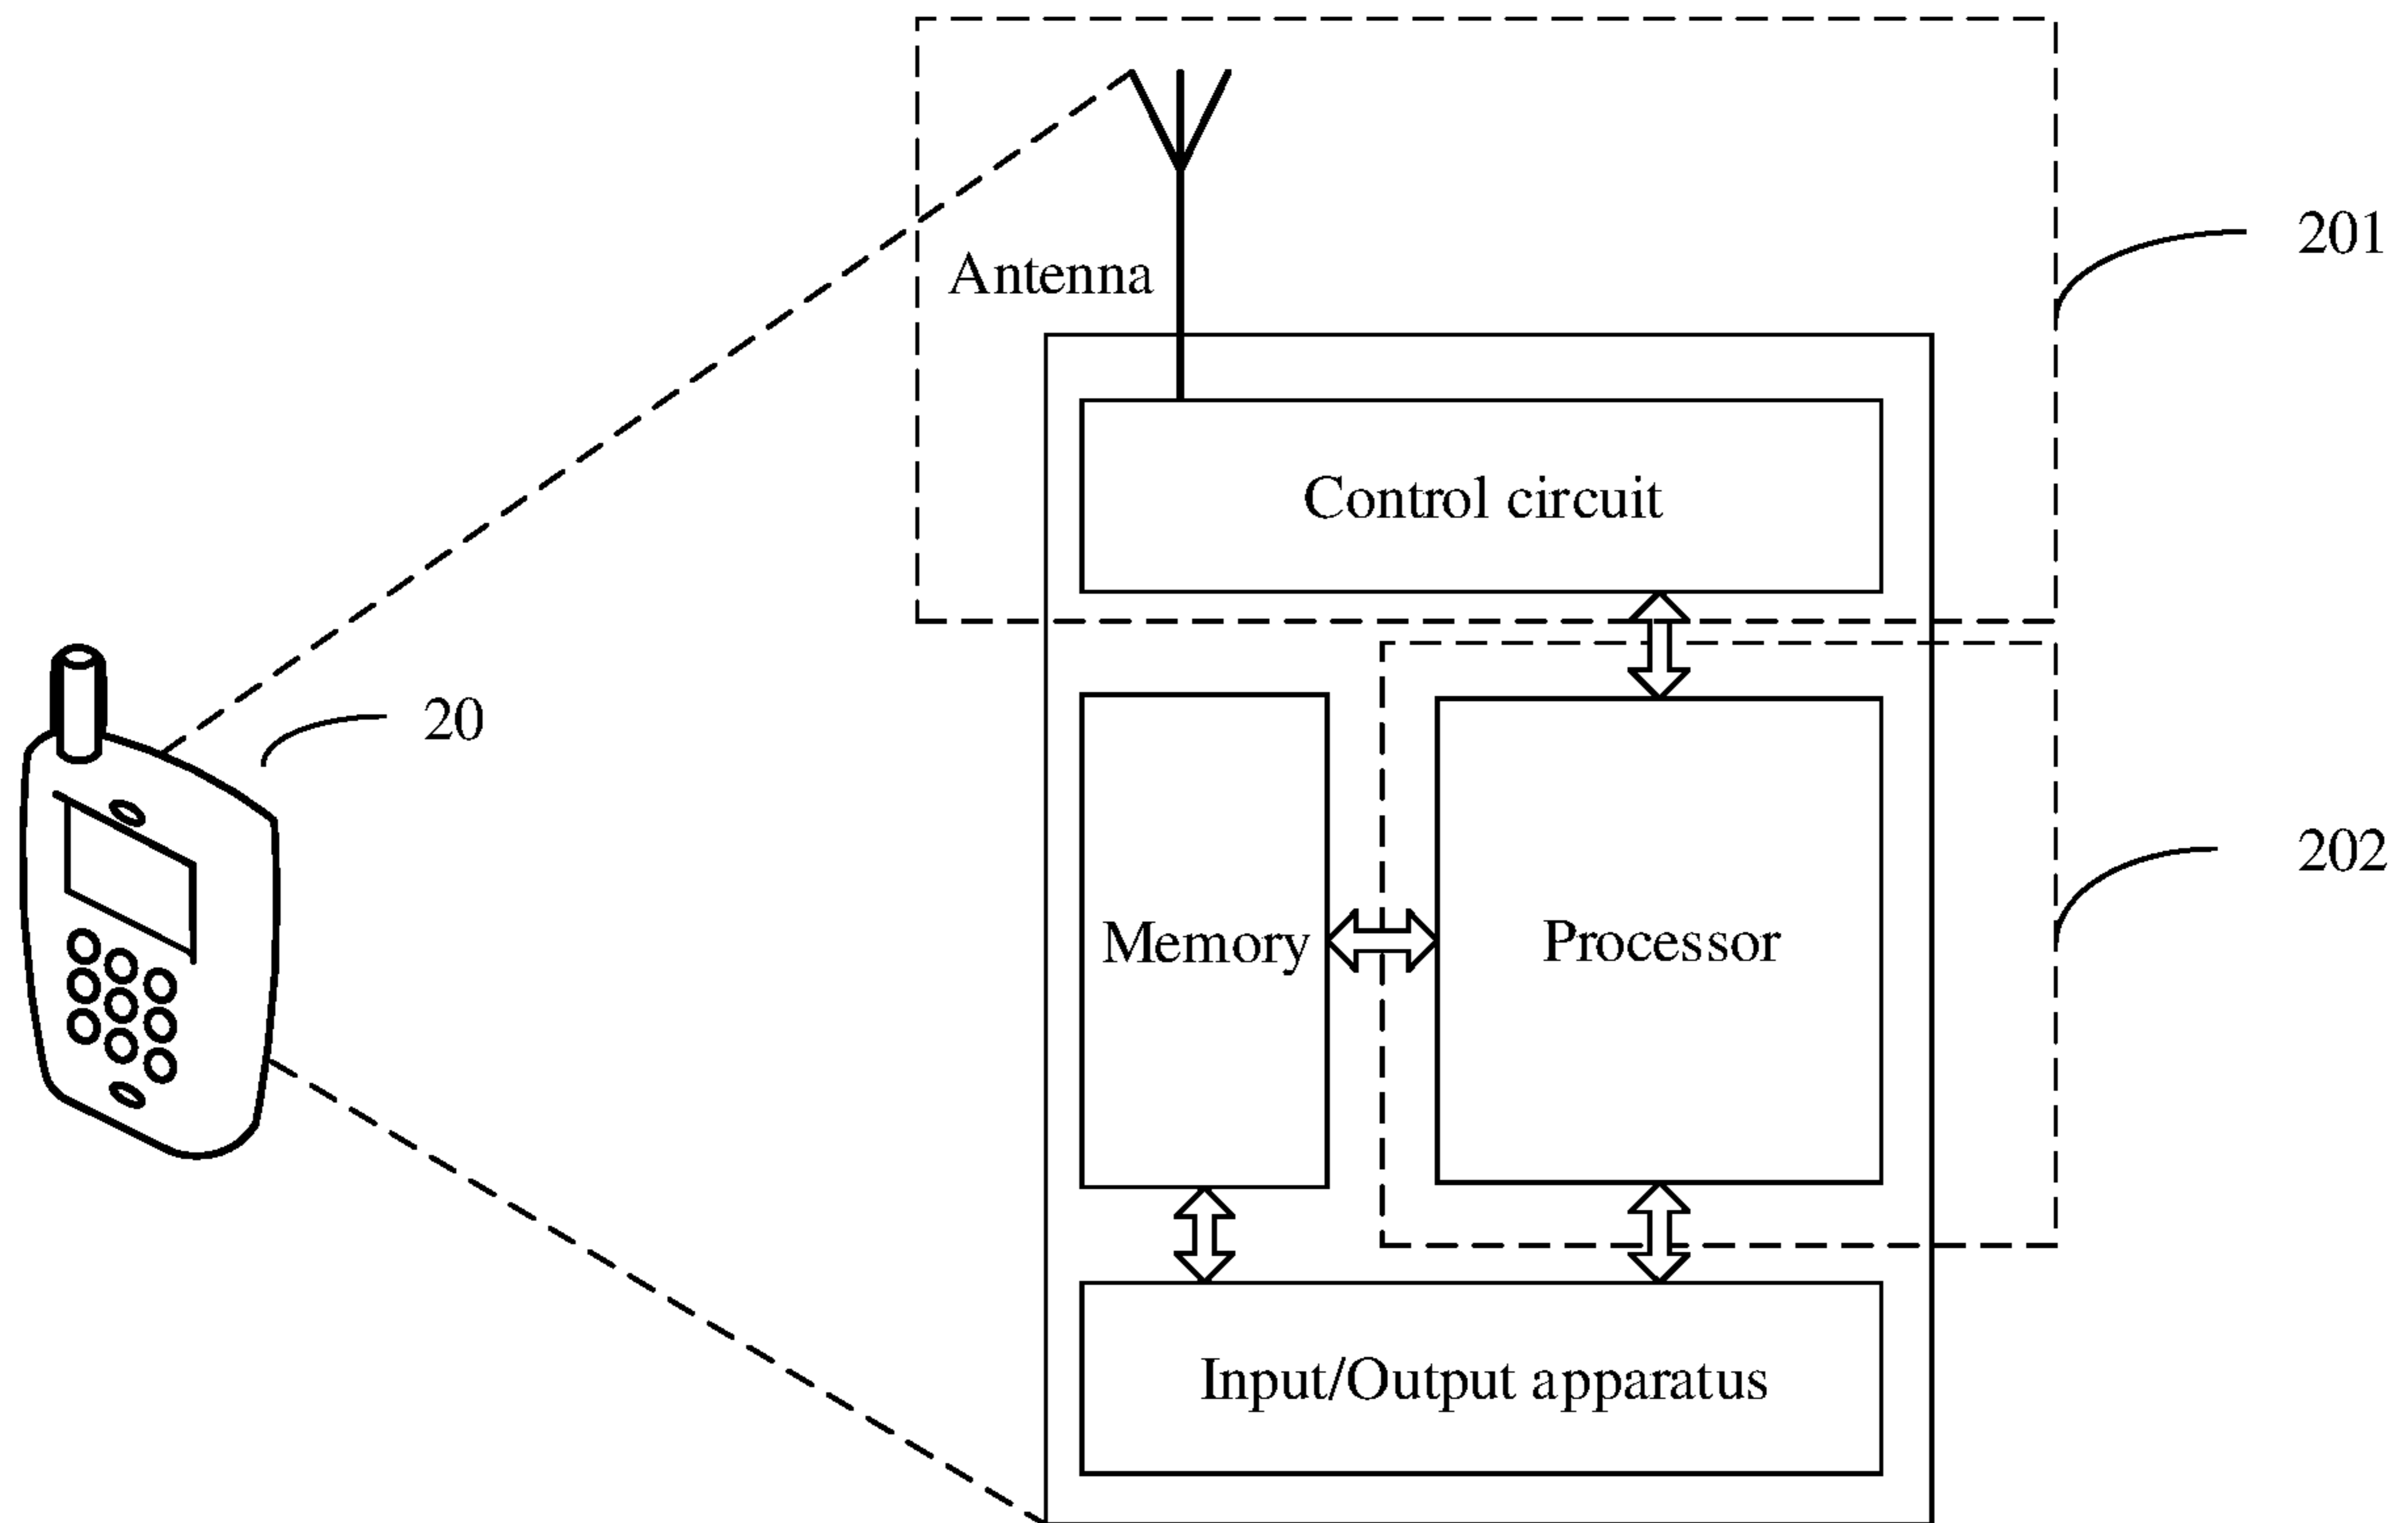 201
Antenna
Control circuit
20
202
Memory
Processor
Input/Output apparatus